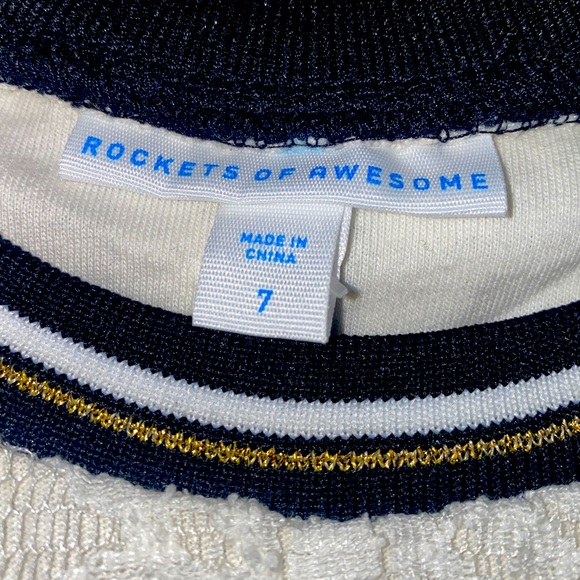 ROCKETS OF AWESOME
MADE IN
CHINA
7